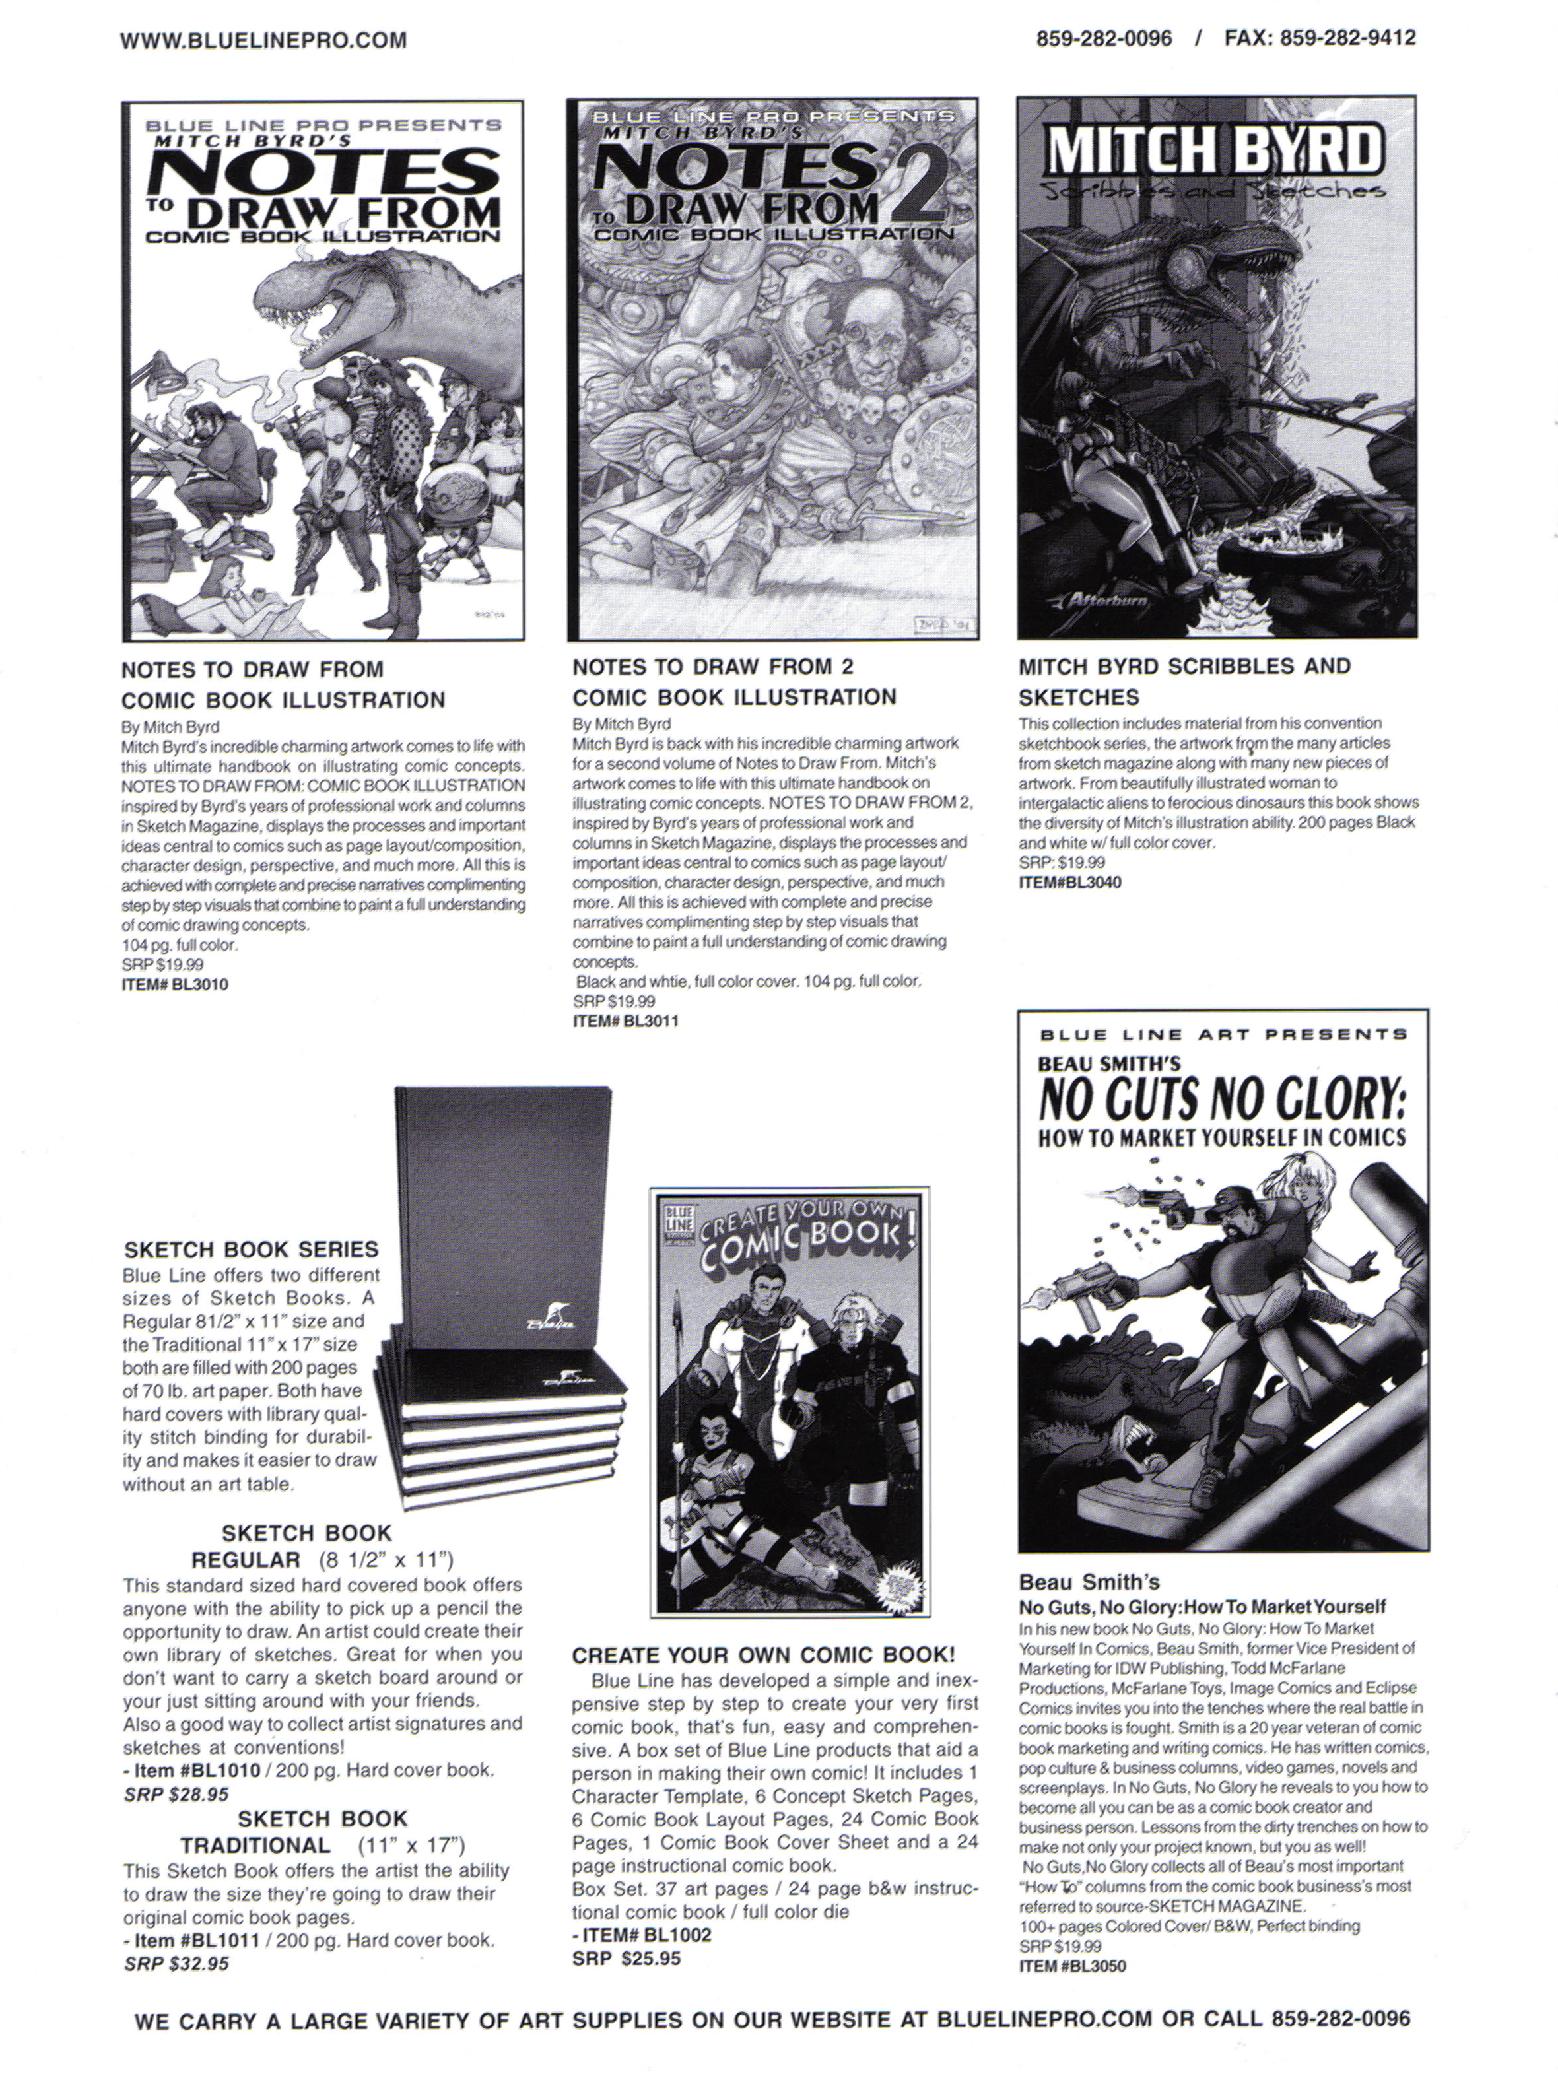 WWW.BLUELINEPRO.COM
859-282-0096 / FAX: 859-282-9412
BLUE LINE PRO PRESENTS
MITCH BYRD'S
NOTES
TO DRAW FROM
COMIC BOOK ILLUSTRATION
NOTES TO DRAW FROM
COMIC BOOK ILLUSTRATION
By Mitch Byrd
Mitch Byrd's incredible charming artwork comes to life with
this ultimate handbook on illustrating comic concepts.
NOTES TO DRAW FROM: COMIC BOOK ILLUSTRATION
inspired by Byrd's years of professional work and columns
in Sketch Magazine, displays the processes and important
ideas central to comics such as page layout/composition,
character design, perspective, and much more. All this is
achieved with complete and precise narratives complimenting
step by step visuals that combine to paint a full understanding
of comic drawing concepts.
104 pg. full color.
SRP $19.99
ITEM# BL3010
BLUE LINE PRO PRESENTS
MITCH BYRD'S
NOTES 2
TO DRAW FROM
COMIC BOOK ILLUSTRATION
BYRD '01
NOTES TO DRAW FROM 2
COMIC BOOK ILLUSTRATION
By Mitch Byrd
Mitch Byrd is back with his incredible charming artwork
for a second volume of Notes to Draw From. Mitch's
artwork comes to life with this ultimate handbook on
illustrating comic concepts. NOTES TO DRAW FROM 2,
inspired by Byrd's years of professional work and
columns in Sketch Magazine, displays the processes and
important ideas central to comics such as page layout/
composition, character design, perspective, and much
more. All this is achieved with complete and precise
narratives complimenting step by step visuals that
combine to paint a full understanding of comic drawing
concepts.
Black and whtie, full color cover. 104 pg. full color.
SRP $19.99
ITEM# BL3011
MITCH BYRD
Scribbles and Sketches
Afterburn
MITCH BYRD SCRIBBLES AND
SKETCHES
This collection includes material from his convention
sketchbook series, the artwork from the many articles
from sketch magazine along with many new pieces of
artwork. From beautifully illustrated woman to
intergalactic aliens to ferocious dinosaurs this book shows
the diversity of Mitch's illustration ability. 200 pages Black
and white w/ full color cover.
SRP: $19.99
ITEM#BL3040
SKETCH BOOK SERIES
Blue Line offers two different
sizes of Sketch Books. A
Regular 81/2" x 11" size and
the Traditional 11" x 17" size
both are filled with 200 pages
of 70 lb. art paper. Both have
hard covers with library qual-
ity stitch binding for durabil-
ity and makes it easier to draw
without an art table.
SKETCH BOOK
REGULAR (8 1/2" x 11")
This standard sized hard covered book offers
anyone with the ability to pick up a pencil the
opportunity to draw. An artist could create their
own library of sketches. Great for when you
don't want to carry a sketch board around or
your just sitting around with your friends.
Also a good way to collect artist signatures and
sketches at conventions!
- Item #BL1010 / 200 pg. Hard cover book.
SRP $28.95
SKETCH BOOK
TRADITIONAL (11" x 17")
This Sketch Book offers the artist the ability
to draw the size they're going to draw their
original comic book pages.
- Item #BL1011 / 200 pg. Hard cover book.
SRP $32.95
BLUE
LINE
CREATE YOUR OWN
COMIC BOOK!
CREATE YOUR OWN COMIC BOOK!
Blue Line has developed a simple and inex-
pensive step by step to create your very first
comic book, that's fun, easy and comprehen-
sive. A box set of Blue Line products that aid a
person in making their own comic! It includes 1
Character Template, 6 Concept Sketch Pages,
6 Comic Book Layout Pages, 24 Comic Book
Pages, 1 Comic Book Cover Sheet and a 24
page instructional comic book.
Box Set. 37 art pages / 24 page b&w instruc-
tional comic book / full color die
- ITEM# BL1002
SRP $25.95
BLUE LINE ART PRESENTS
BEAU SMITH'S
NO GUTS NO GLORY:
HOW TO MARKET YOURSELF IN COMICS
Beau Smith's
No Guts, No Glory:How To Market Yourself
In his new book No Guts, No Glory: How To Market
Yourself In Comics, Beau Smith, former Vice President of
Marketing for IDW Publishing, Todd McFarlane
Productions, McFarlane Toys, Image Comics and Eclipse
Comics invites you into the tenches where the real battle in
comic books is fought. Smith is a 20 year veteran of comic
book marketing and writing comics. He has written comics,
pop culture & business columns, video games, novels and
screenplays. In No Guts, No Glory he reveals to you how to
become all you can be as a comic book creator and
business person. Lessons from the dirty trenches on how to
make not only your project known, but you as well!
No Guts,No Glory collects all of Beau's most important
"How To" columns from the comic book business's most
referred to source-SKETCH MAGAZINE.
100+ pages Colored Cover/ B&W, Perfect binding
SRP $19.99
ITEM #BL3050
WE CARRY A LARGE VARIETY OF ART SUPPLIES ON OUR WEBSITE AT BLUELINEPRO.COM OR CALL 859-282-0096